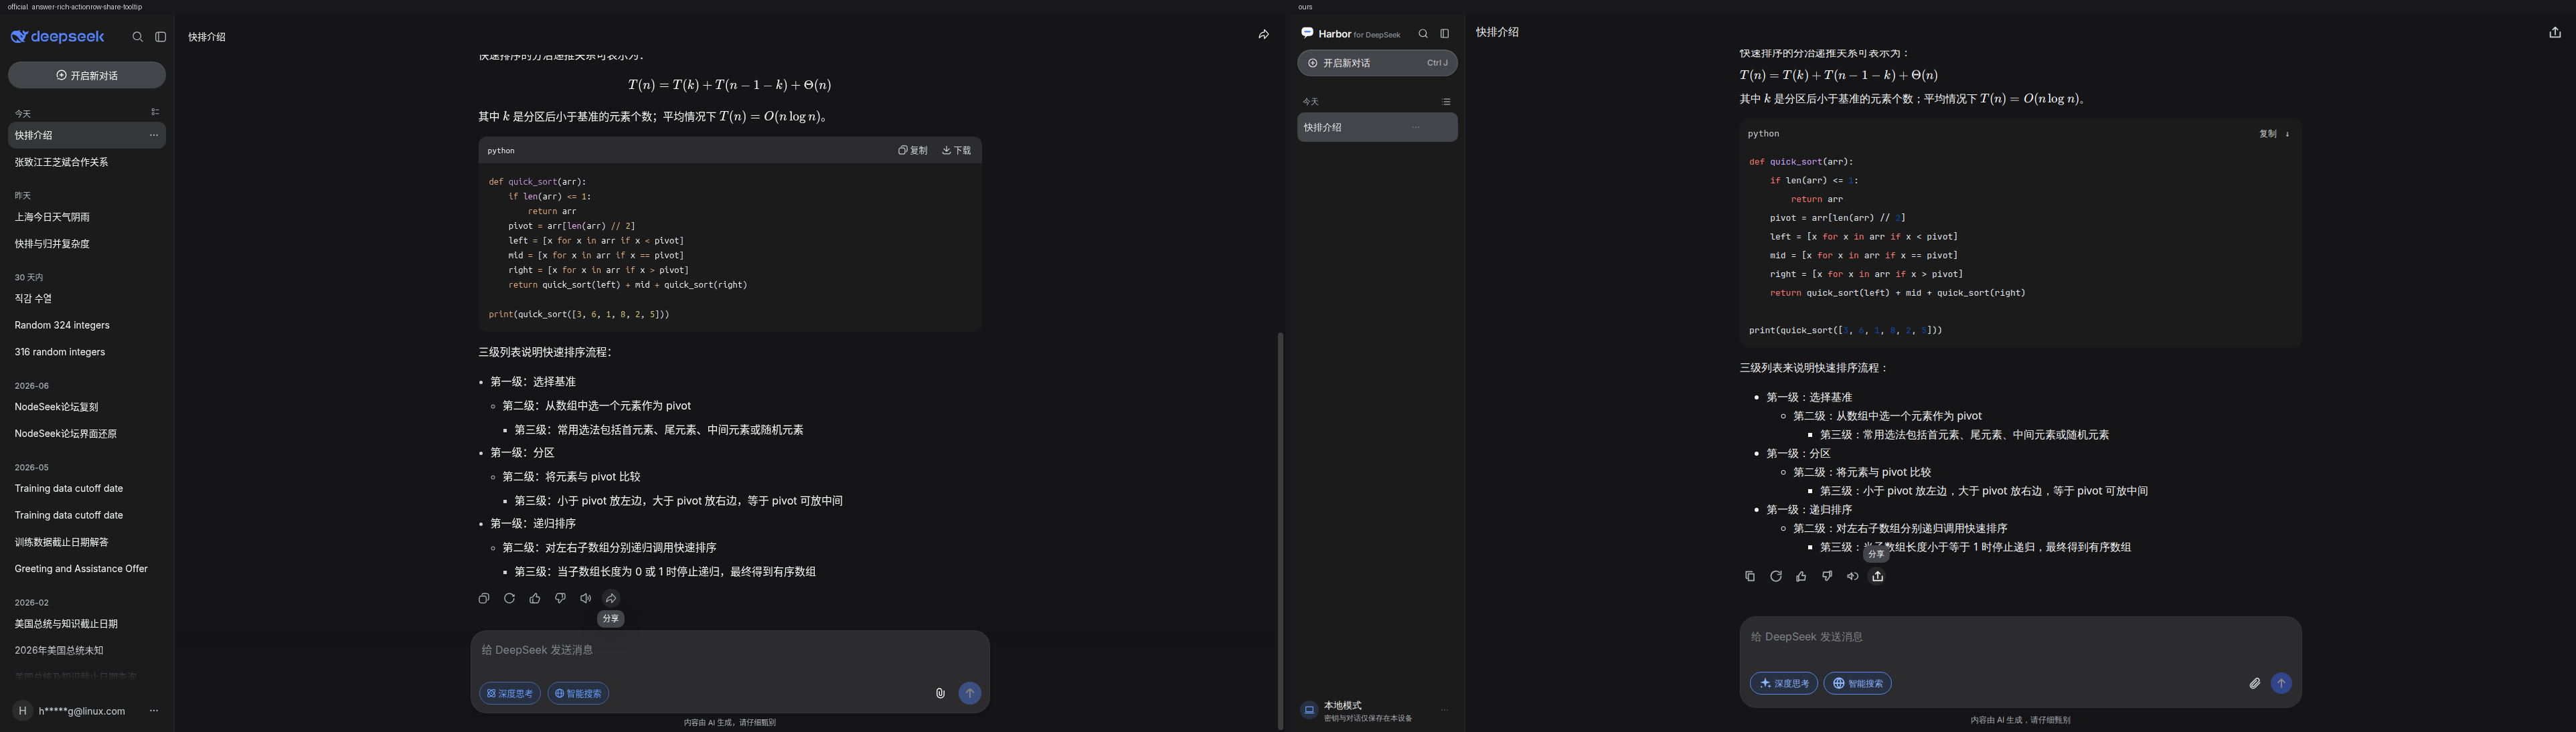 official answer-rich-actionrow-share-tooltip
deepseek
开启新对话
今天
快排介绍
张致江王芝斌合作关系
昨天
上海今日天气阴雨
快排与归并复杂度
30 天内
직감 수열
Random 324 integers
316 random integers
2026-06
NodeSeek论坛复刻
NodeSeek论坛界面还原
2026-05
Training data cutoff date
Training data cutoff date
训练数据截止日期解答
Greeting and Assistance Offer
2026-02
美国总统与知识截止日期
2026年美国总统未知
H h*****g@linux.com
快排介绍
快速排序的分治递推关系可表示为：
T(n) = T(k) + T(n − 1 − k) + Θ(n)
其中 k 是分区后小于基准的元素个数；平均情况下 T(n) = O(n log n)。
python 复制 下载
def quick_sort(arr):
    if len(arr) <= 1:
        return arr
    pivot = arr[len(arr) // 2]
    left = [x for x in arr if x < pivot]
    mid = [x for x in arr if x == pivot]
    right = [x for x in arr if x > pivot]
    return quick_sort(left) + mid + quick_sort(right)
print(quick_sort([3, 6, 1, 8, 2, 5]))
三级列表说明快速排序流程：
第一级：选择基准
第二级：从数组中选一个元素作为 pivot
第三级：常用选法包括首元素、尾元素、中间元素或随机元素
第一级：分区
第二级：将元素与 pivot 比较
第三级：小于 pivot 放左边，大于 pivot 放右边，等于 pivot 可放中间
第一级：递归排序
第二级：对左右子数组分别递归调用快速排序
第三级：当子数组长度为 0 或 1 时停止递归，最终得到有序数组
分享
给 DeepSeek 发送消息
深度思考 智能搜索
内容由 AI 生成，请仔细甄别
ours
Harbor for DeepSeek
开启新对话 Ctrl J
今天
快排介绍
本地模式
密钥与对话仅保存在本设备
快排介绍
快速排序的分治递推关系可表示为：
T(n) = T(k) + T(n − 1 − k) + Θ(n)
其中 k 是分区后小于基准的元素个数；平均情况下 T(n) = O(n log n)。
python 复制 ↓
def quick_sort(arr):
    if len(arr) <= 1:
        return arr
    pivot = arr[len(arr) // 2]
    left = [x for x in arr if x < pivot]
    mid = [x for x in arr if x == pivot]
    right = [x for x in arr if x > pivot]
    return quick_sort(left) + mid + quick_sort(right)
print(quick_sort([3, 6, 1, 8, 2, 5]))
三级列表来说明快速排序流程：
第一级：选择基准
第二级：从数组中选一个元素作为 pivot
第三级：常用选法包括首元素、尾元素、中间元素或随机元素
第一级：分区
第二级：将元素与 pivot 比较
第三级：小于 pivot 放左边，大于 pivot 放右边，等于 pivot 可放中间
第一级：递归排序
第二级：对左右子数组分别递归调用快速排序
第三级：当子数组长度小于等于 1 时停止递归，最终得到有序数组
分享
给 DeepSeek 发送消息
深度思考 智能搜索
内容由 AI 生成，请仔细甄别